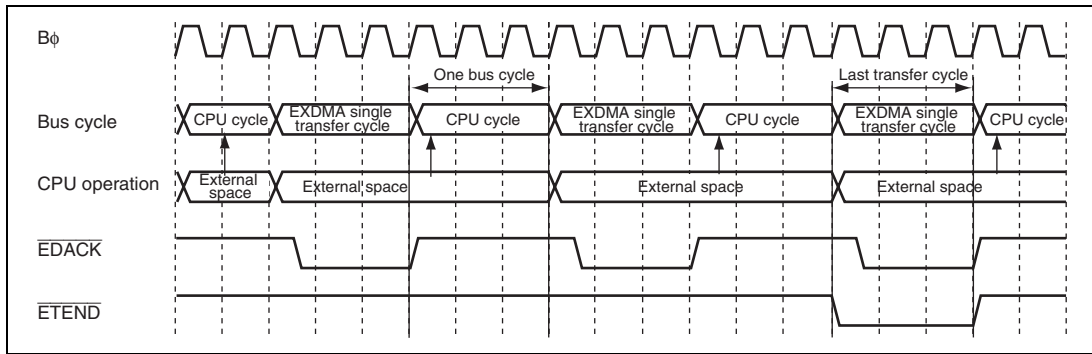 Bφ
One bus cycle
Last transfer cycle
Bus cycle
CPU cycle
EXDMA single
transfer cycle
CPU cycle
EXDMA single
transfer cycle
CPU cycle
EXDMA single
transfer cycle
CPU cycle
CPU operation
External
space
External space
External space
External space
EDACK
ETEND